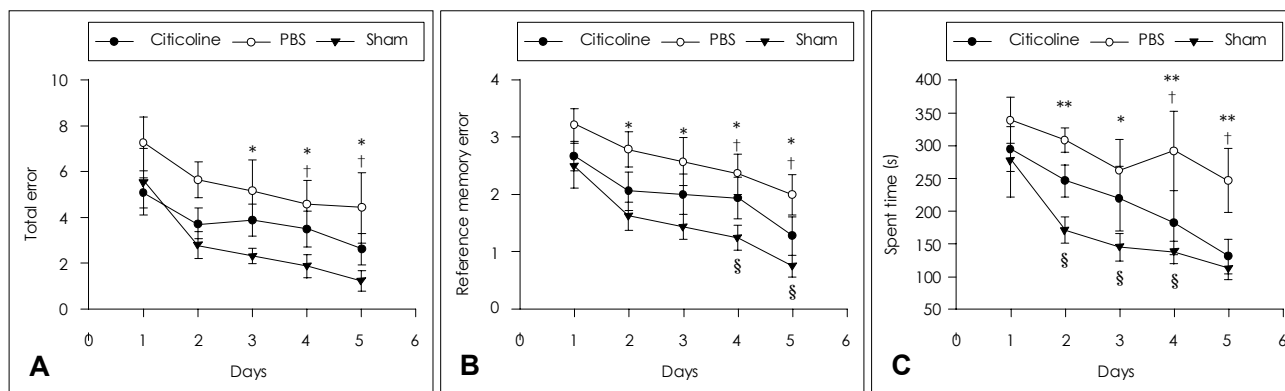 Citicoline PBS Sham
Total error
10
8
6
4
2
0
* * *
† †
0 1 2 3 4 5 6
Days
A
Citicoline PBS Sham
Reference memory error
4
3
2
1
0
* * * *
† †
§ §
0 1 2 3 4 5 6
Days
B
Citicoline PBS Sham
Spent time (s)
400
350
300
250
200
150
100
50
** * ** **
† †
§ § §
0 1 2 3 4 5 6
Days
C